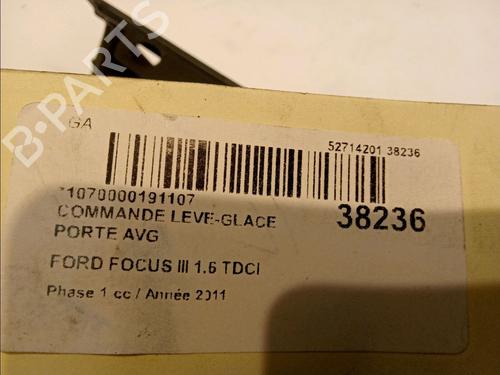 GA
52714201 38236
*1070000191107
COMMANDE LEVE-GLACE
38236
PORTE AVG
FORD FOCUS III 1.6 TDCI
Phase 1 cc / Année 2011
B-PARTS